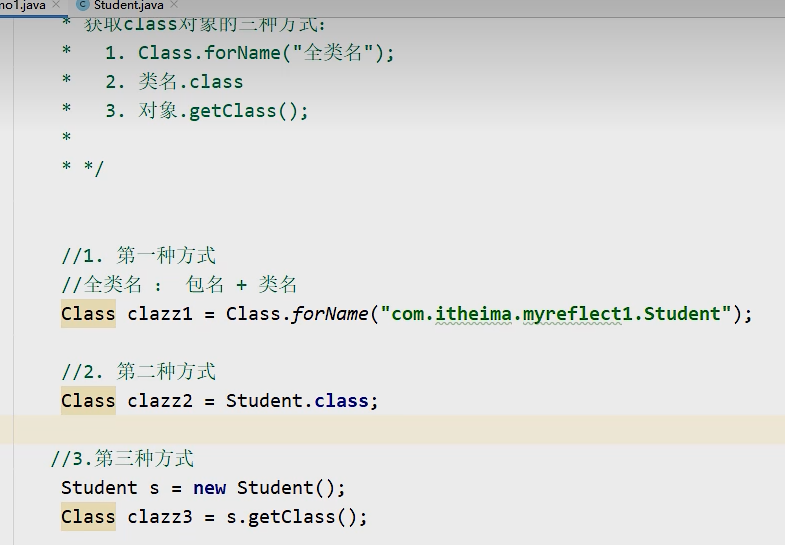 no1.java × Student.java ×
* 获取class对象的三种方式:
* 1. Class.forName("全类名");
* 2. 类名.class
* 3. 对象.getClass();
*
* */
//1. 第一种方式
//全类名 : 包名 + 类名
Class clazz1 = Class.forName("com.itheima.myreflect1.Student");
//2. 第二种方式
Class clazz2 = Student.class;
//3.第三种方式
Student s = new Student();
Class clazz3 = s.getClass();